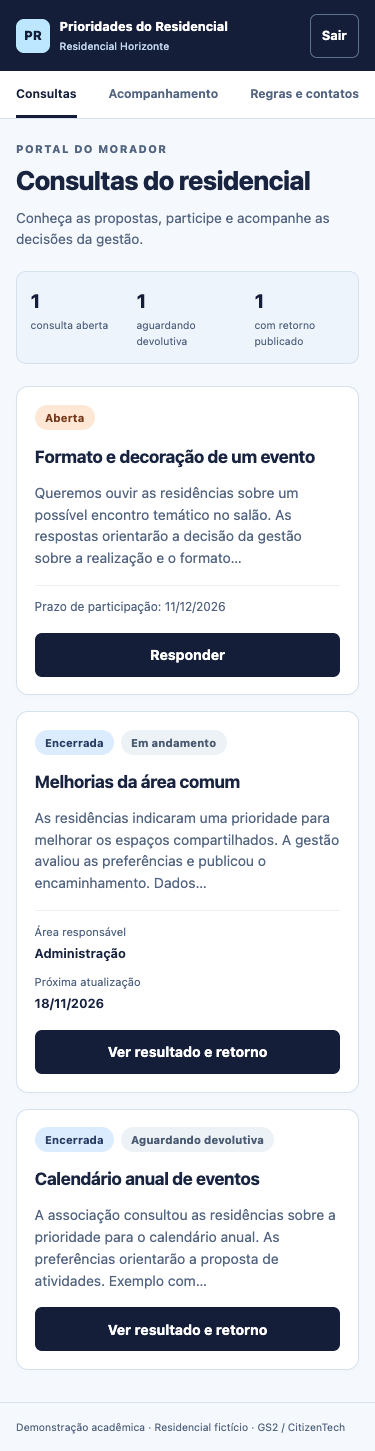 PR
Prioridades do Residencial
Residencial Horizonte
Sair
Consultas
Acompanhamento
Regras e contatos
PORTAL DO MORADOR
Consultas do residencial
Conheça as propostas, participe e acompanhe as
decisões da gestão.
1
consulta aberta
1
aguardando
devolutiva
1
com retorno
publicado
Aberta
Formato e decoração de um evento
Queremos ouvir as residências sobre um
possível encontro temático no salão. As
respostas orientarão a decisão da gestão
sobre a realização e o formato...
Prazo de participação: 11/12/2026
Responder
Encerrada
Em andamento
Melhorias da área comum
As residências indicaram uma prioridade para
melhorar os espaços compartilhados. A gestão
avaliou as preferências e publicou o
encaminhamento. Dados...
Área responsável
Administração
Próxima atualização
18/11/2026
Ver resultado e retorno
Encerrada
Aguardando devolutiva
Calendário anual de eventos
A associação consultou as residências sobre a
prioridade para o calendário anual. As
preferências orientarão a proposta de
atividades. Exemplo com...
Ver resultado e retorno
Demonstração acadêmica · Residencial fictício · GS2 / CitizenTech